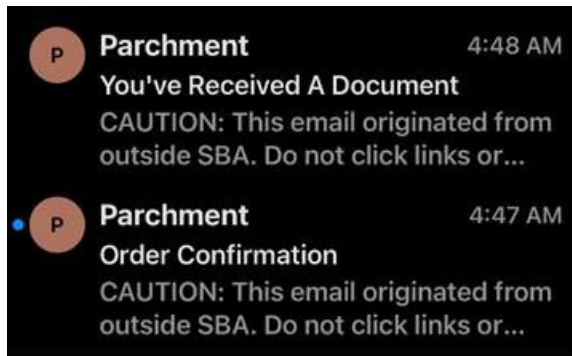 P
Parchment 4:48 AM
You've Received A Document
CAUTION: This email originated from
outside SBA. Do not click links or...
P
Parchment 4:47 AM
Order Confirmation
CAUTION: This email originated from
outside SBA. Do not click links or...